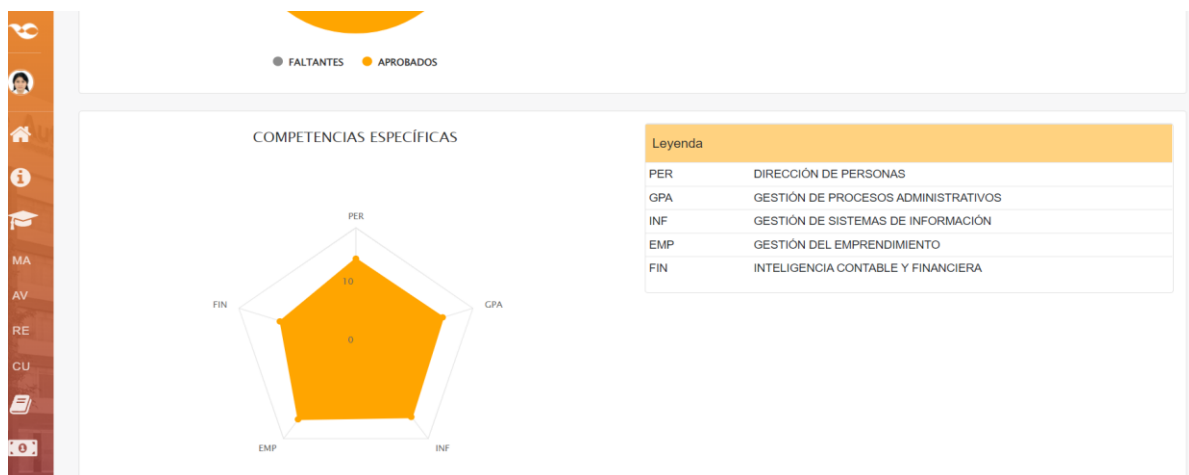 FALTANTES APROBADOS
COMPETENCIAS ESPECÍFICAS
PER
10
FIN
GPA
0
EMP
INF
Leyenda
PER DIRECCIÓN DE PERSONAS
GPA GESTIÓN DE PROCESOS ADMINISTRATIVOS
INF GESTIÓN DE SISTEMAS DE INFORMACIÓN
EMP GESTIÓN DEL EMPRENDIMIENTO
FIN INTELIGENCIA CONTABLE Y FINANCIERA
MA
AV
RE
CU